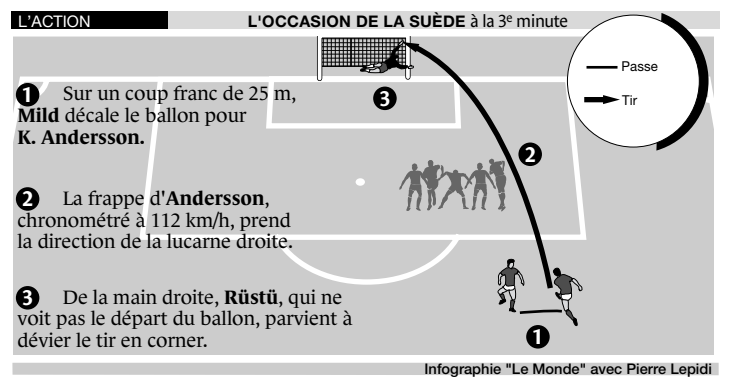 L'ACTION
L'OCCASION DE LA SUÈDE à la 3e minute
Passe
Tir
1 Sur un coup franc de 25 m,
Mild décale le ballon pour
K. Andersson.
2 La frappe d'Andersson,
chronométré à 112 km/h, prend
la direction de la lucarne droite.
3 De la main droite, Rüstü, qui ne
voit pas le départ du ballon, parvient à
dévier le tir en corner.
3
2
1
Infographie "Le Monde" avec Pierre Lepidi